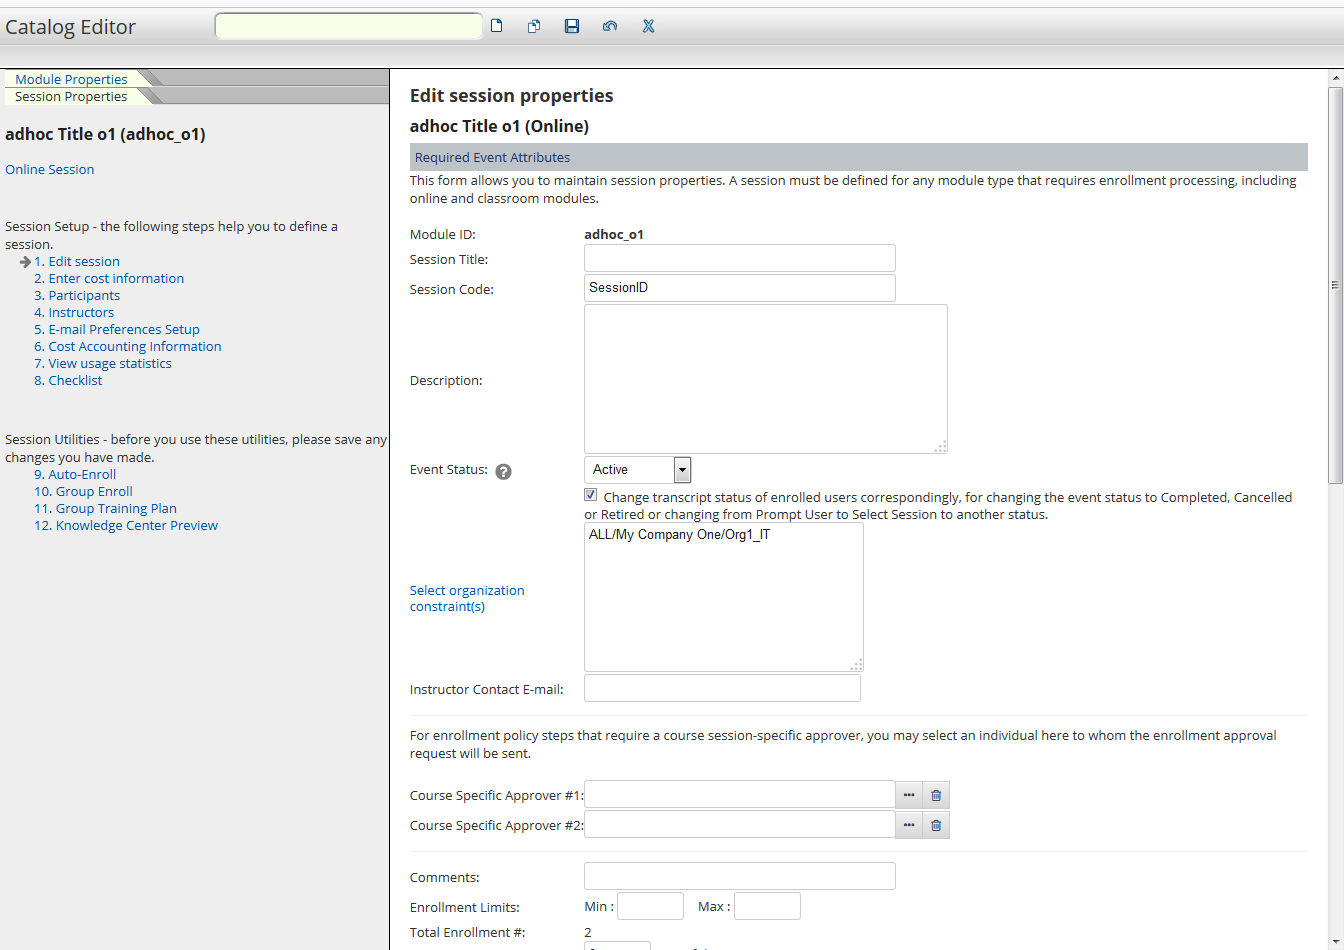 Catalog Editor
Module Properties
Session Properties
adhoc Title o1 (adhoc_o1)
Online Session
Session Setup - the following steps help you to define a
session.
1. Edit session
2. Enter cost information
3. Participants
4. Instructors
5. E-mail Preferences Setup
6. Cost Accounting Information
7. View usage statistics
8. Checklist
Session Utilities - before you use these utilities, please save any
changes you have made.
9. Auto-Enroll
10. Group Enroll
11. Group Training Plan
12. Knowledge Center Preview
Edit session properties
adhoc Title o1 (Online)
Required Event Attributes
This form allows you to maintain session properties. A session must be defined for any module type that requires enrollment processing, including
online and classroom modules.
Module ID: adhoc_o1
Session Title:
Session Code: SessionID
Description:
Event Status: ? Active
Change transcript status of enrolled users correspondingly, for changing the event status to Completed, Cancelled
or Retired or changing from Prompt User to Select Session to another status.
ALL/My Company One/Org1_IT
Select organization
constraint(s)
Instructor Contact E-mail:
For enrollment policy steps that require a course session-specific approver, you may select an individual here to whom the enrollment approval
request will be sent.
Course Specific Approver #1: ...
Course Specific Approver #2: ...
Comments:
Enrollment Limits: Min : Max :
Total Enrollment #: 2